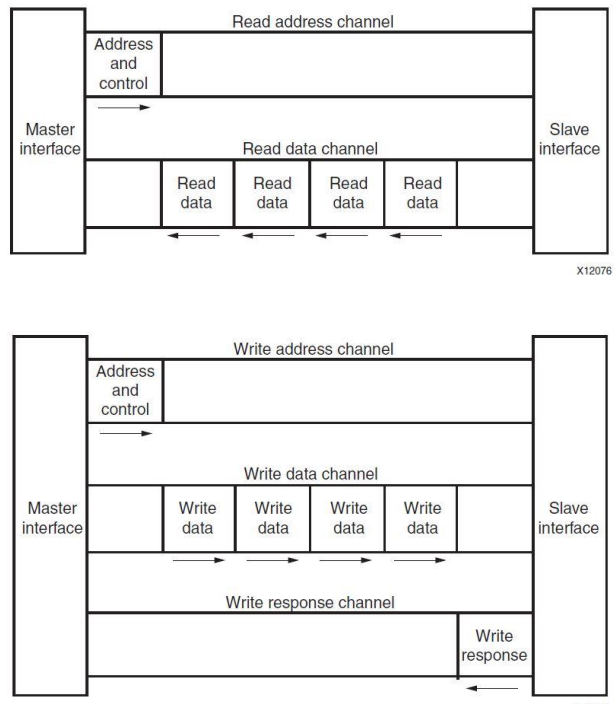 Read address channel
Address
and
control
Master
interface
Slave
interface
Read data channel
Read
data
Read
data
Read
data
Read
data
X12076
Write address channel
Address
and
control
Write data channel
Master
interface
Write
data
Write
data
Write
data
Write
data
Slave
interface
Write response channel
Write
response